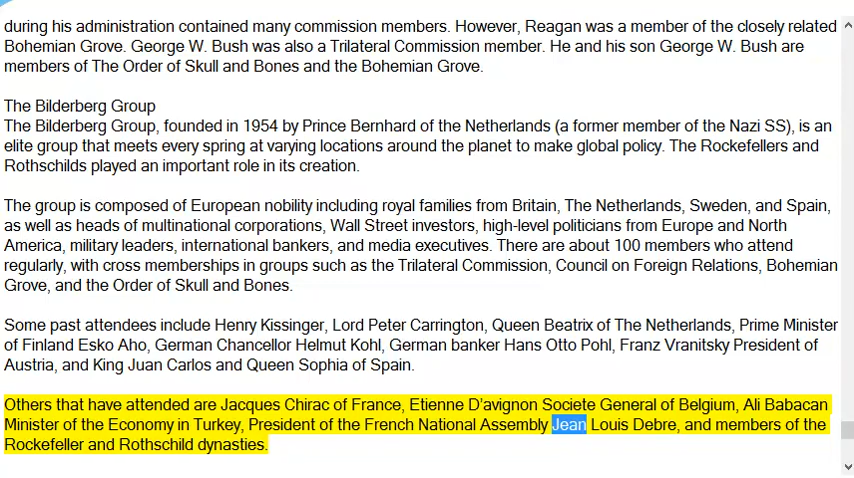 during his administration contained many commission members. However, Reagan was a member of the closely related
Bohemian Grove. George W. Bush was also a Trilateral Commission member. He and his son George W. Bush are
members of The Order of Skull and Bones and the Bohemian Grove.
The Bilderberg Group
The Bilderberg Group, founded in 1954 by Prince Bernhard of the Netherlands (a former member of the Nazi SS), is an
elite group that meets every spring at varying locations around the planet to make global policy. The Rockefellers and
Rothschilds played an important role in its creation.
The group is composed of European nobility including royal families from Britain, The Netherlands, Sweden, and Spain,
as well as heads of multinational corporations, Wall Street investors, high-level politicians from Europe and North
America, military leaders, international bankers, and media executives. There are about 100 members who attend
regularly, with cross memberships in groups such as the Trilateral Commission, Council on Foreign Relations, Bohemian
Grove, and the Order of Skull and Bones.
Some past attendees include Henry Kissinger, Lord Peter Carrington, Queen Beatrix of The Netherlands, Prime Minister
of Finland Esko Aho, German Chancellor Helmut Kohl, German banker Hans Otto Pohl, Franz Vranitsky President of
Austria, and King Juan Carlos and Queen Sophia of Spain.
Others that have attended are Jacques Chirac of France, Etienne D'avignon Societe General of Belgium, Ali Babacan
Minister of the Economy in Turkey, President of the French National Assembly Jean Louis Debre, and members of the
Rockefeller and Rothschild dynasties.